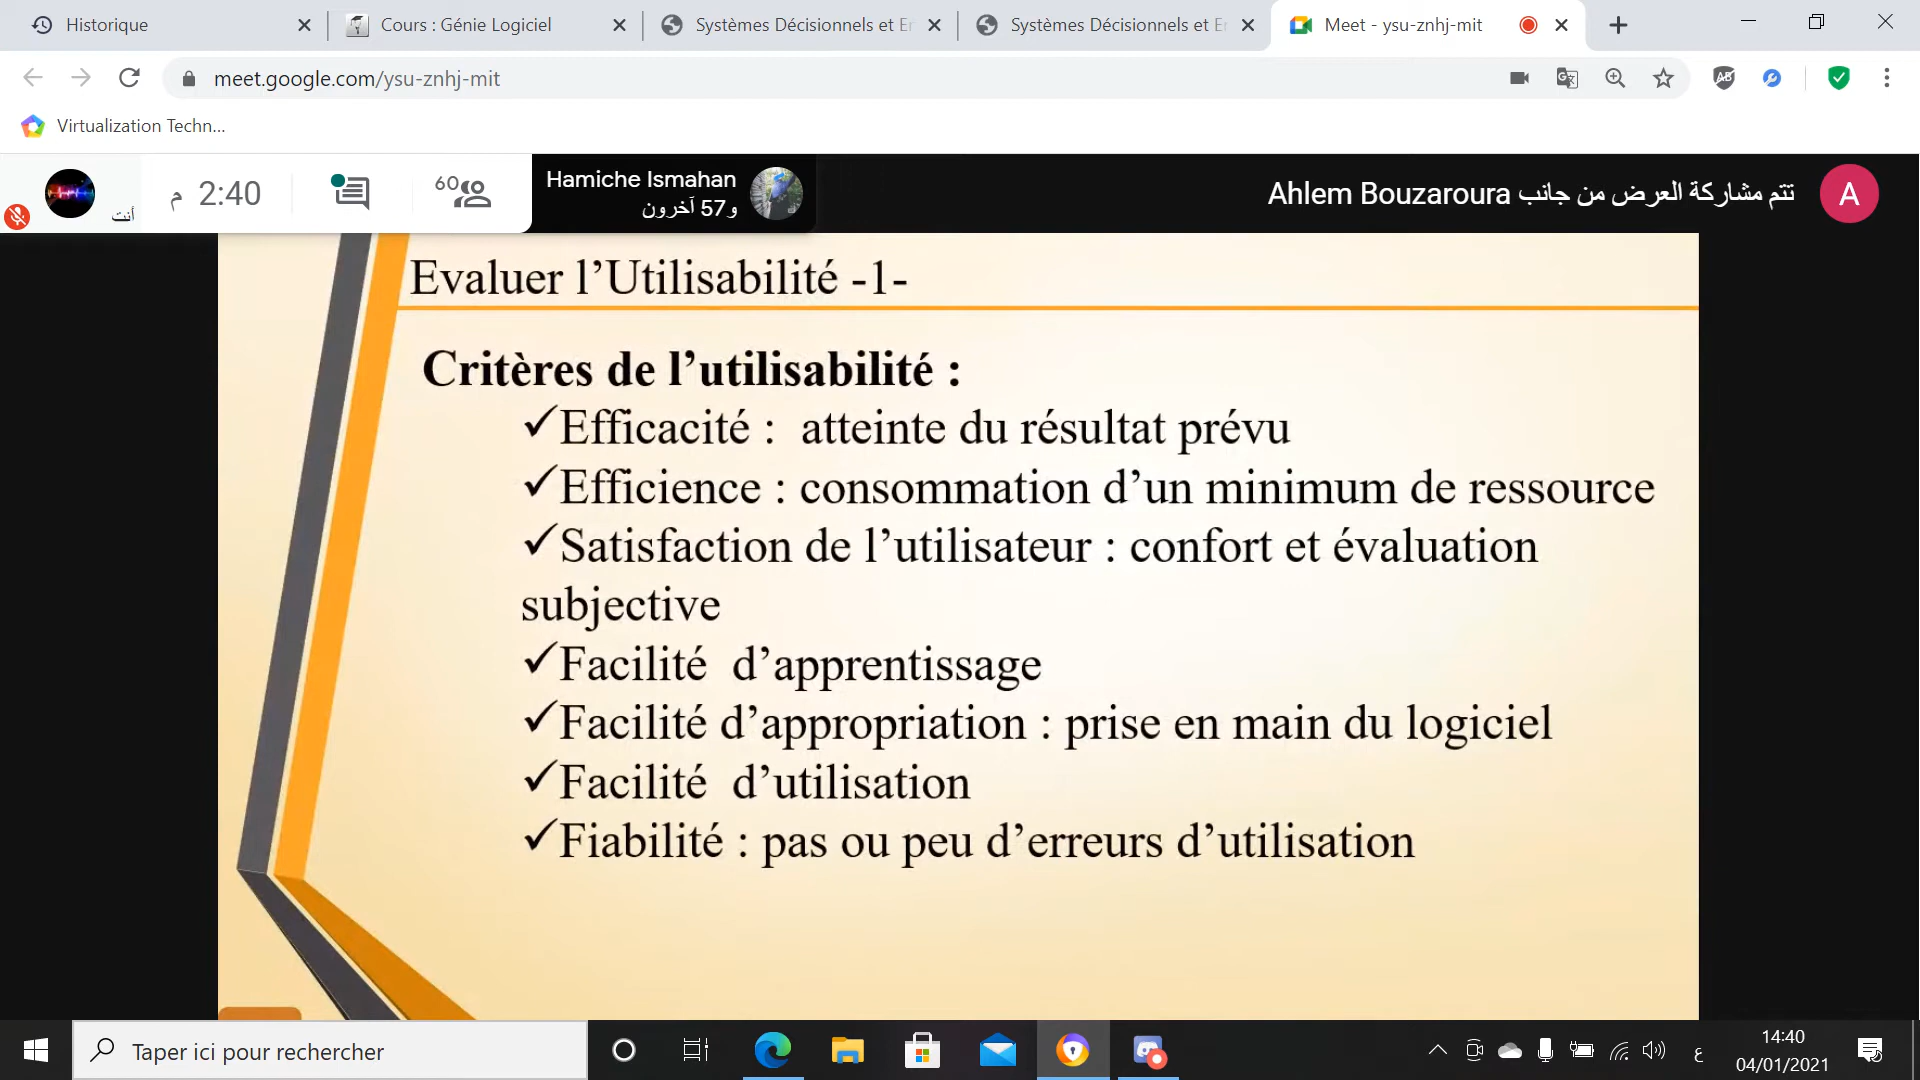 Historique
Cours : Génie Logiciel
Systèmes Décisionnels et En
Systèmes Décisionnels et En
Meet - ysu-znhj-mit
meet.google.com/ysu-znhj-mit
Virtualization Techn...
أنت
2:40 م
60
Hamiche Ismahan
و57 آخرون
تتم مشاركة العرض من جانب Ahlem Bouzaroura
A
Evaluer l’Utilisabilité -1-
Critères de l’utilisabilité :
✓Efficacité : atteinte du résultat prévu
✓Efficience : consommation d’un minimum de ressource
✓Satisfaction de l’utilisateur : confort et évaluation
subjective
✓Facilité d’apprentissage
✓Facilité d’appropriation : prise en main du logiciel
✓Facilité d’utilisation
✓Fiabilité : pas ou peu d’erreurs d’utilisation
Taper ici pour rechercher
ع
14:40
04/01/2021